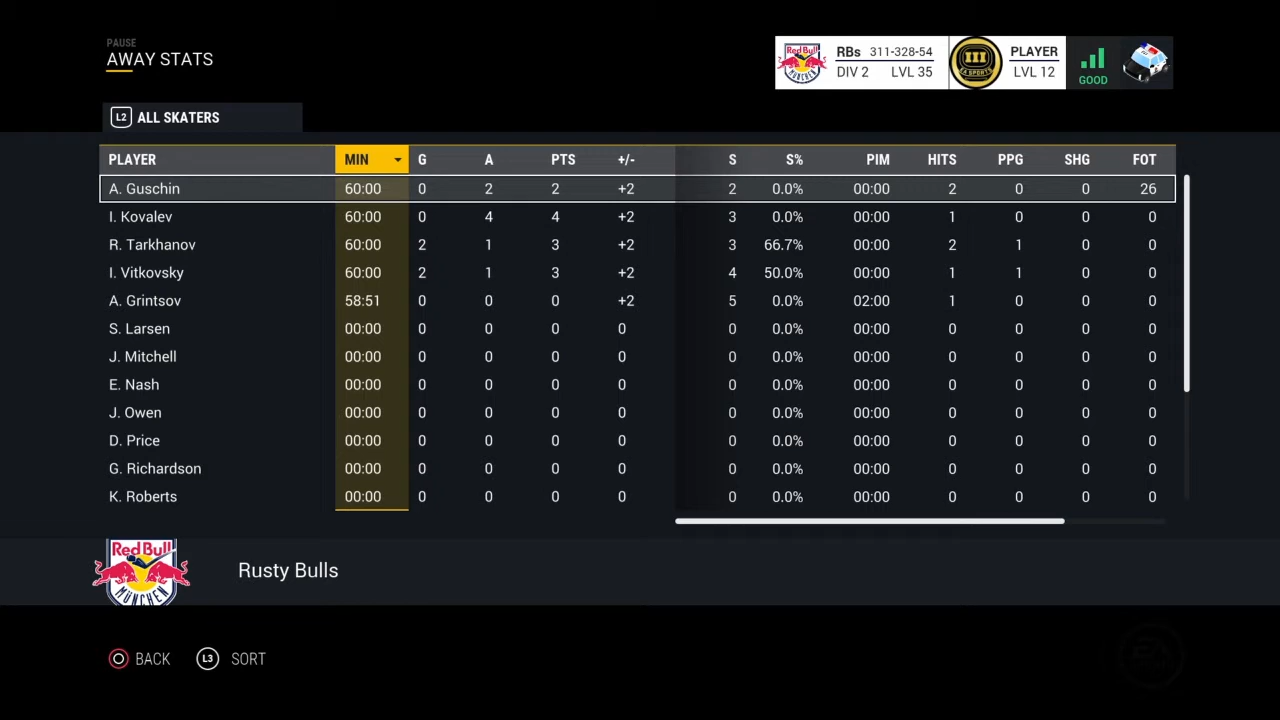 PAUSE
AWAY STATS
Red Bull RBs 311-328-54 PLAYER
MÜNCHEN DIV 2 LVL 35 III EA SPORTS LVL 12 GOOD
L2 ALL SKATERS
PLAYER MIN G A PTS +/- S S% PIM HITS PPG SHG FOT
A. Guschin 60:00 0 2 2 +2 2 0.0% 00:00 2 0 0 26
I. Kovalev 60:00 0 4 4 +2 3 0.0% 00:00 1 0 0 0
R. Tarkhanov 60:00 2 1 3 +2 3 66.7% 00:00 2 1 0 0
I. Vitkovsky 60:00 2 1 3 +2 4 50.0% 00:00 1 1 0 0
A. Grintsov 58:51 0 0 0 +2 5 0.0% 02:00 1 0 0 0
S. Larsen 00:00 0 0 0 0 0 0.0% 00:00 0 0 0 0
J. Mitchell 00:00 0 0 0 0 0 0.0% 00:00 0 0 0 0
E. Nash 00:00 0 0 0 0 0 0.0% 00:00 0 0 0 0
J. Owen 00:00 0 0 0 0 0 0.0% 00:00 0 0 0 0
D. Price 00:00 0 0 0 0 0 0.0% 00:00 0 0 0 0
G. Richardson 00:00 0 0 0 0 0 0.0% 00:00 0 0 0 0
K. Roberts 00:00 0 0 0 0 0 0.0% 00:00 0 0 0 0
Red Bull
MÜNCHEN
Rusty Bulls
BACK L3 SORT
EA